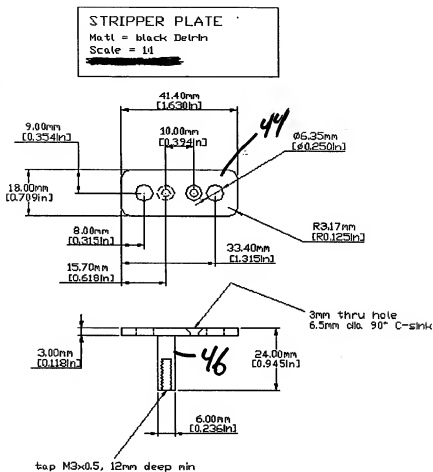 STRIPPER PLATE
Matl = black Delrin
Scale = 1:1
41.40mm
[1.630in]
9.00mm
[0.354in]
10.00mm
[0.394in]
44
Ø6.35mm
[Ø0.250in]
18.00mm
[0.709in]
8.00mm
[0.315in]
R3.17mm
[R0.125in]
33.40mm
[1.315in]
15.70mm
[0.618in]
3mm thru hole
6.5mm dia. 90° C-sink
3.00mm
[0.118in]
46
24.00mm
[0.945in]
6.00mm
[0.236in]
tap M3x0.5, 12mm deep min